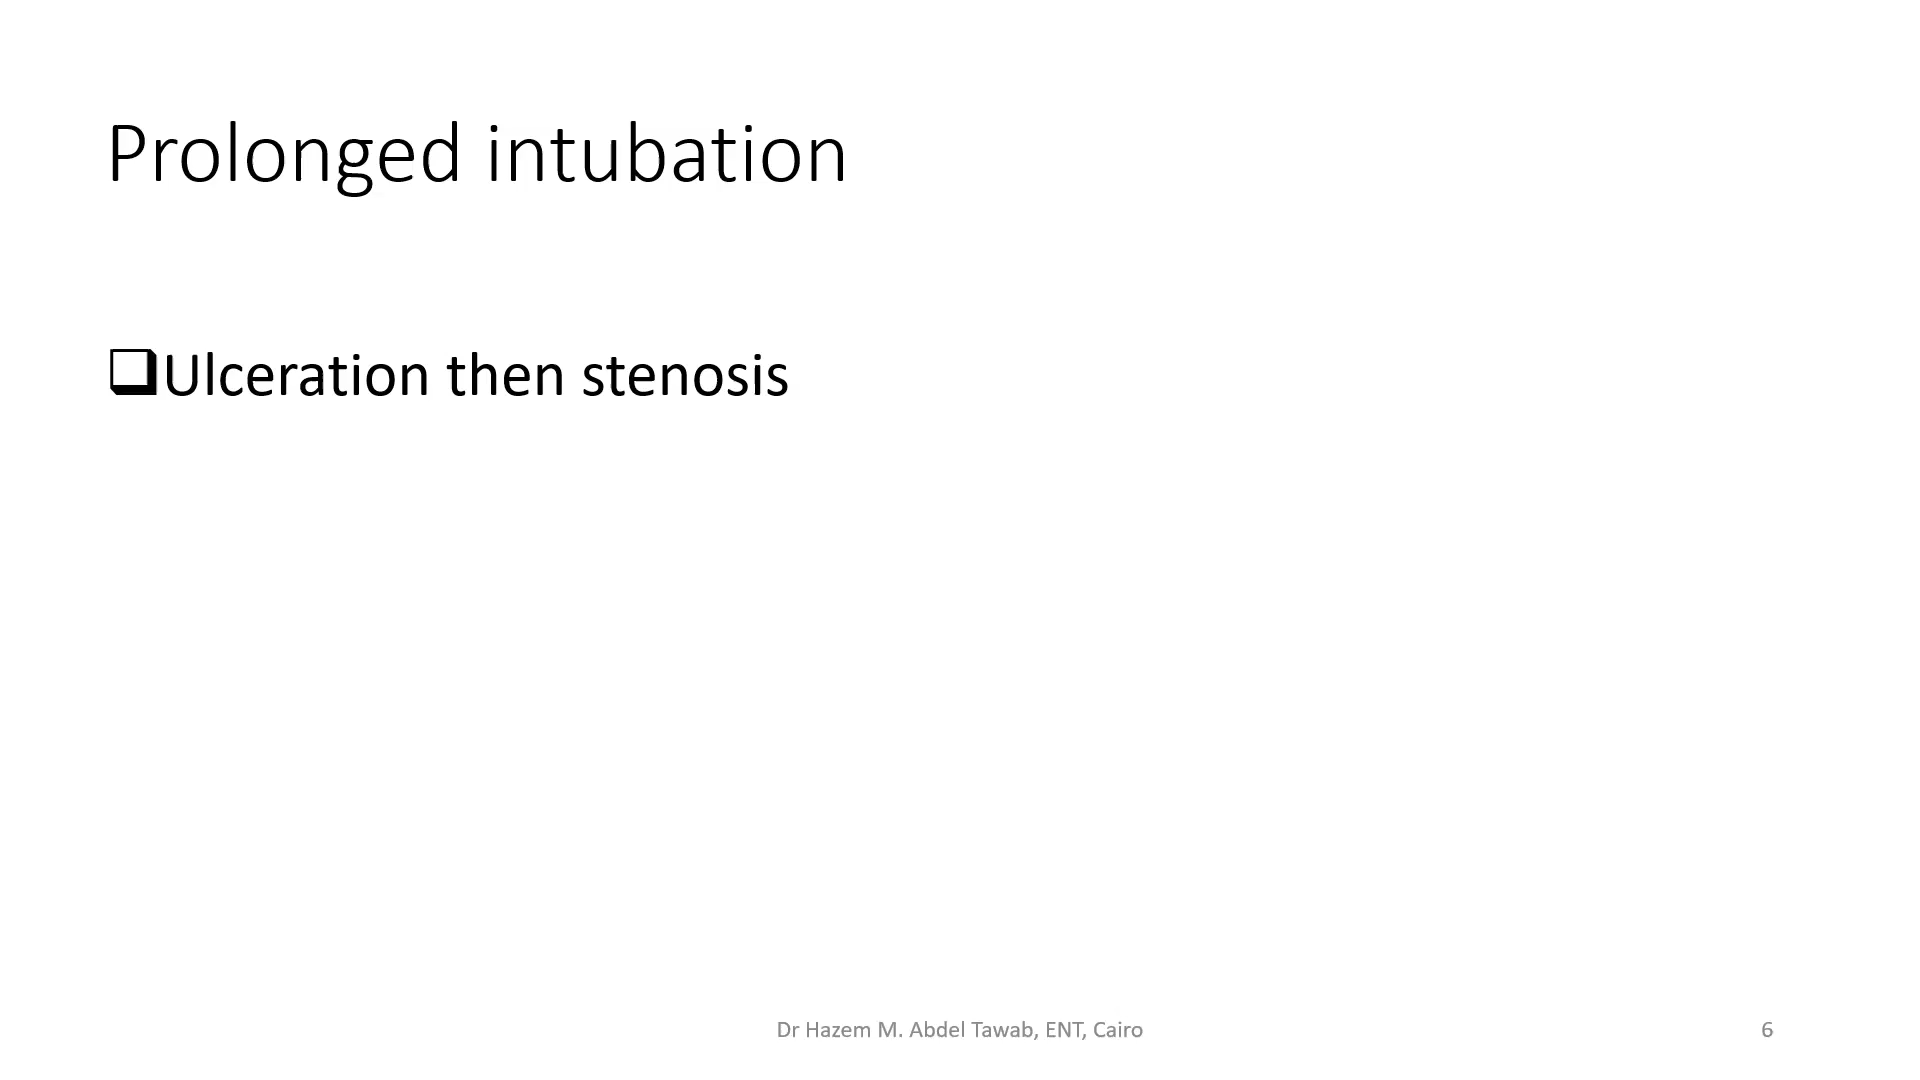 Prolonged intubation
❑Ulceration then stenosis
Dr Hazem M. Abdel Tawab, ENT, Cairo
6